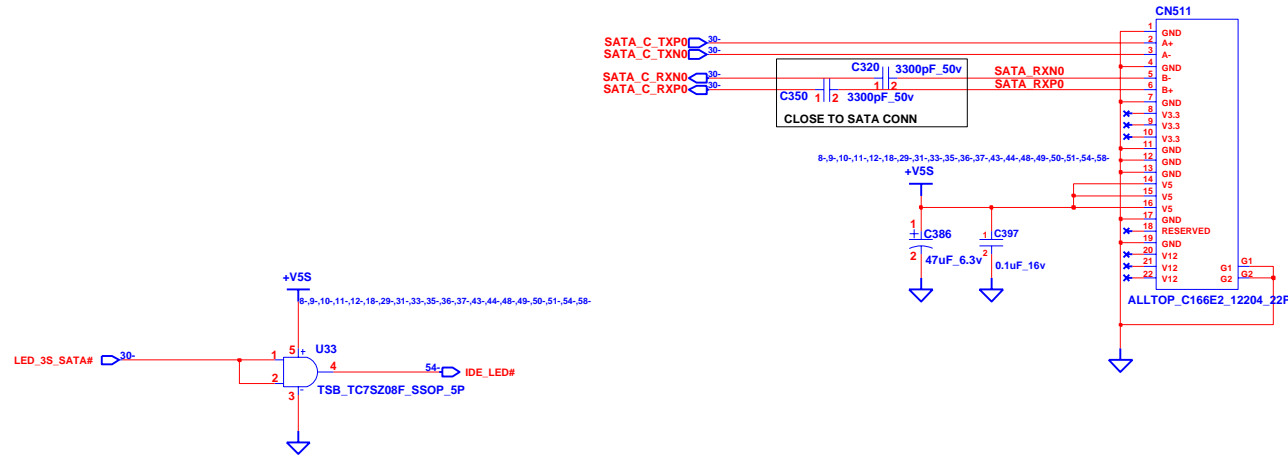 CN511
SATA_C_TXP0 30-
SATA_C_TXN0 30-
SATA_C_RXN0 30-
SATA_C_RXP0 30-
C320 3300pF_50v
1 2
C350 3300pF_50v
1 2
CLOSE TO SATA CONN
SATA_RXN0
SATA_RXP0
1 GND
2 A+
3 A-
4 GND
5 B-
6 B+
7 GND
8 V3.3
9 V3.3
10 V3.3
11 GND
12 GND
13 GND
14 V5
15 V5
16 V5
17 GND
18 RESERVED
19 GND
20 V12
21 V12
22 V12
G1 G1
G2 G2
ALLTOP_C166E2_12204_22P
8-,9-,10-,11-,12-,18-,29-,31-,33-,35-,36-,37-,43-,44-,48-,49-,50-,51-,54-,58-
+V5S
1
+ C386
2
47uF_6.3v
1 C397
2
0.1uF_16v
+V5S
8-,9-,10-,11-,12-,18-,29-,31-,33-,35-,36-,37-,43-,44-,48-,49-,50-,51-,54-,58-
LED_3S_SATA# 30-
1
2
5 +
U33
4
3 -
TSB_TC7SZ08F_SSOP_5P
54- IDE_LED#